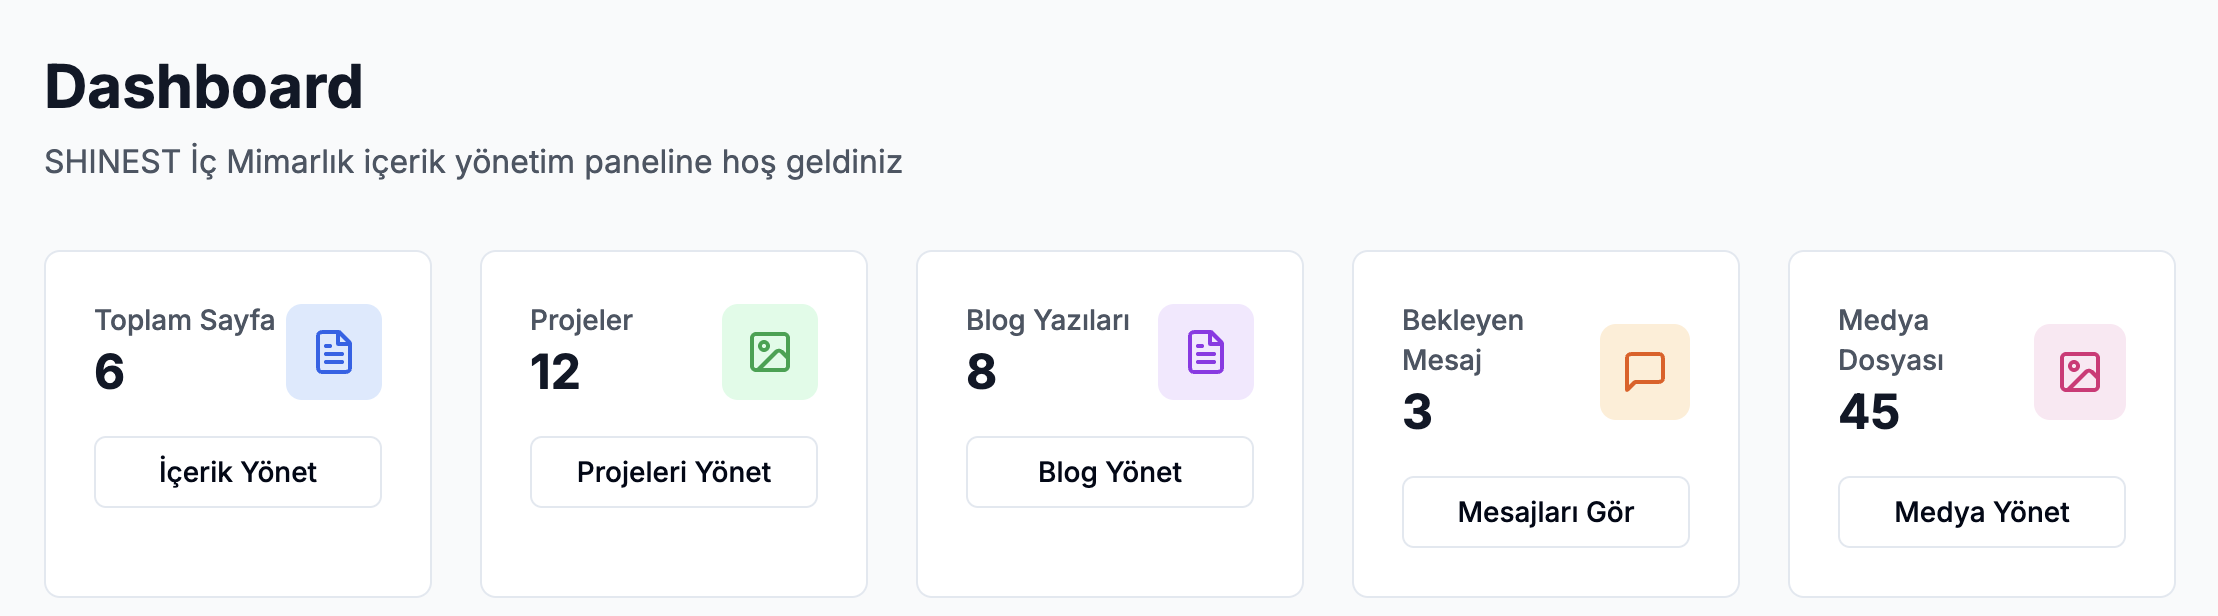 Dashboard
SHINEST İç Mimarlık içerik yönetim paneline hoş geldiniz
Toplam Sayfa
6
İçerik Yönet
Projeler
12
Projeleri Yönet
Blog Yazıları
8
Blog Yönet
Bekleyen
Mesaj
3
Mesajları Gör
Medya
Dosyası
45
Medya Yönet